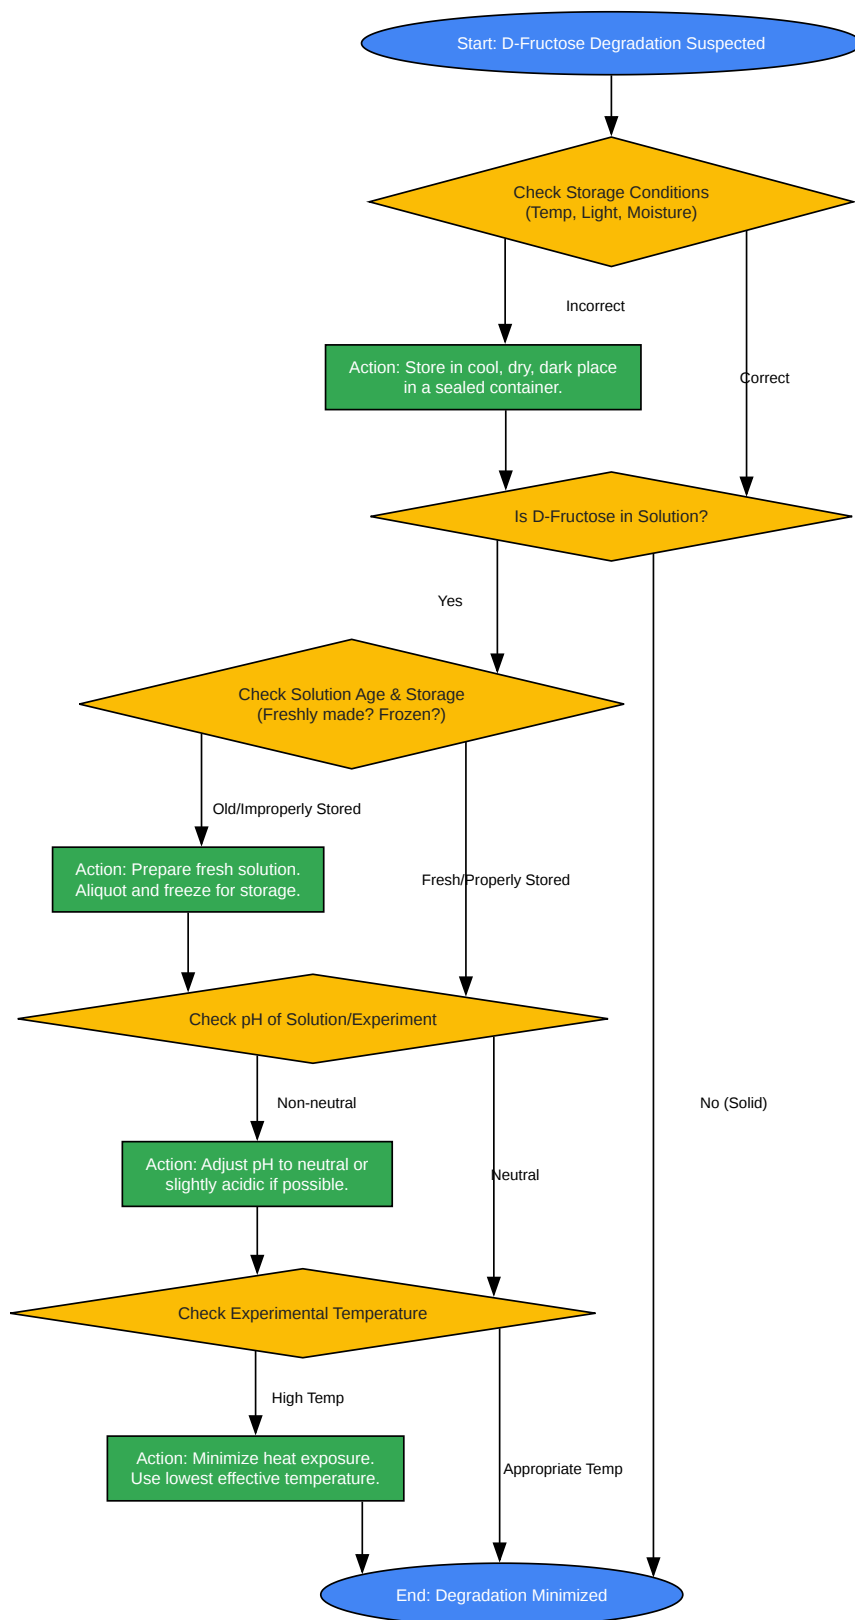 Start: D-Fructose Degradation Suspected
Check Storage Conditions
(Temp, Light, Moisture)
Incorrect
Action: Store in cool, dry, dark place
in a sealed container.
Correct
Is D-Fructose in Solution?
Yes
Check Solution Age & Storage
(Freshly made? Frozen?)
Old/Improperly Stored
Action: Prepare fresh solution.
Aliquot and freeze for storage.
Fresh/Properly Stored
Check pH of Solution/Experiment
Non-neutral
No (Solid)
Action: Adjust pH to neutral or
slightly acidic if possible.
Neutral
Check Experimental Temperature
High Temp
Action: Minimize heat exposure.
Use lowest effective temperature.
Appropriate Temp
End: Degradation Minimized